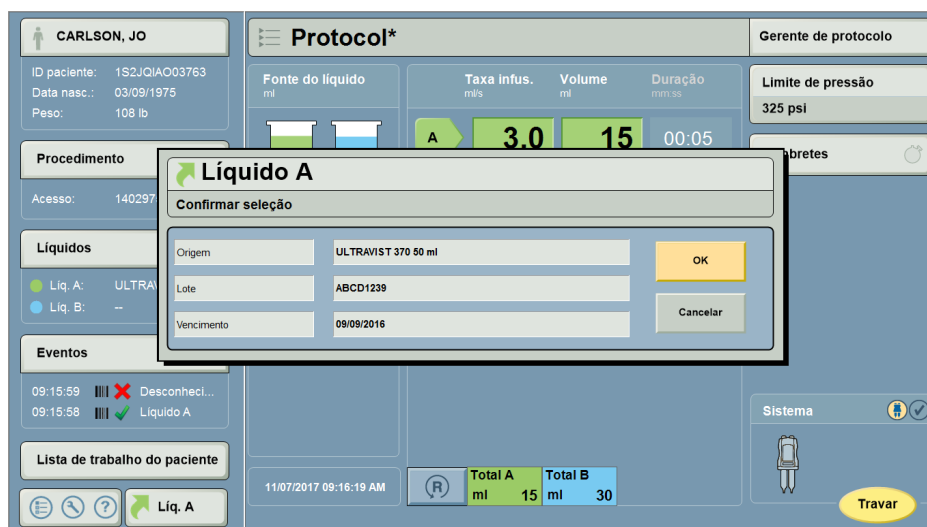 CARLSON, JO
ID paciente: 1S2JQIAO03763
Data nasc.: 03/09/1975
Peso: 108 lb
Procedimento
Acesso: 140297
Líquidos
Líq. A: ULTRAV
Líq. B: --
Eventos
09:15:59 Desconheci...
09:15:58 Líquido A
Lista de trabalho do paciente
? Líq. A
Protocol*
Fonte do líquido
ml
Taxa infus. Volume Duração
ml/s ml mm:ss
A 3.0 15 00:05
Líquido A
Confirmar seleção
Origem ULTRAVIST 370 50 ml
Lote ABCD1239
Vencimento 09/09/2016
OK
Cancelar
11/07/2017 09:16:19 AM
R
Total A Total B
ml 15 ml 30
Gerente de protocolo
Limite de pressão
325 psi
bretes
Sistema
Travar